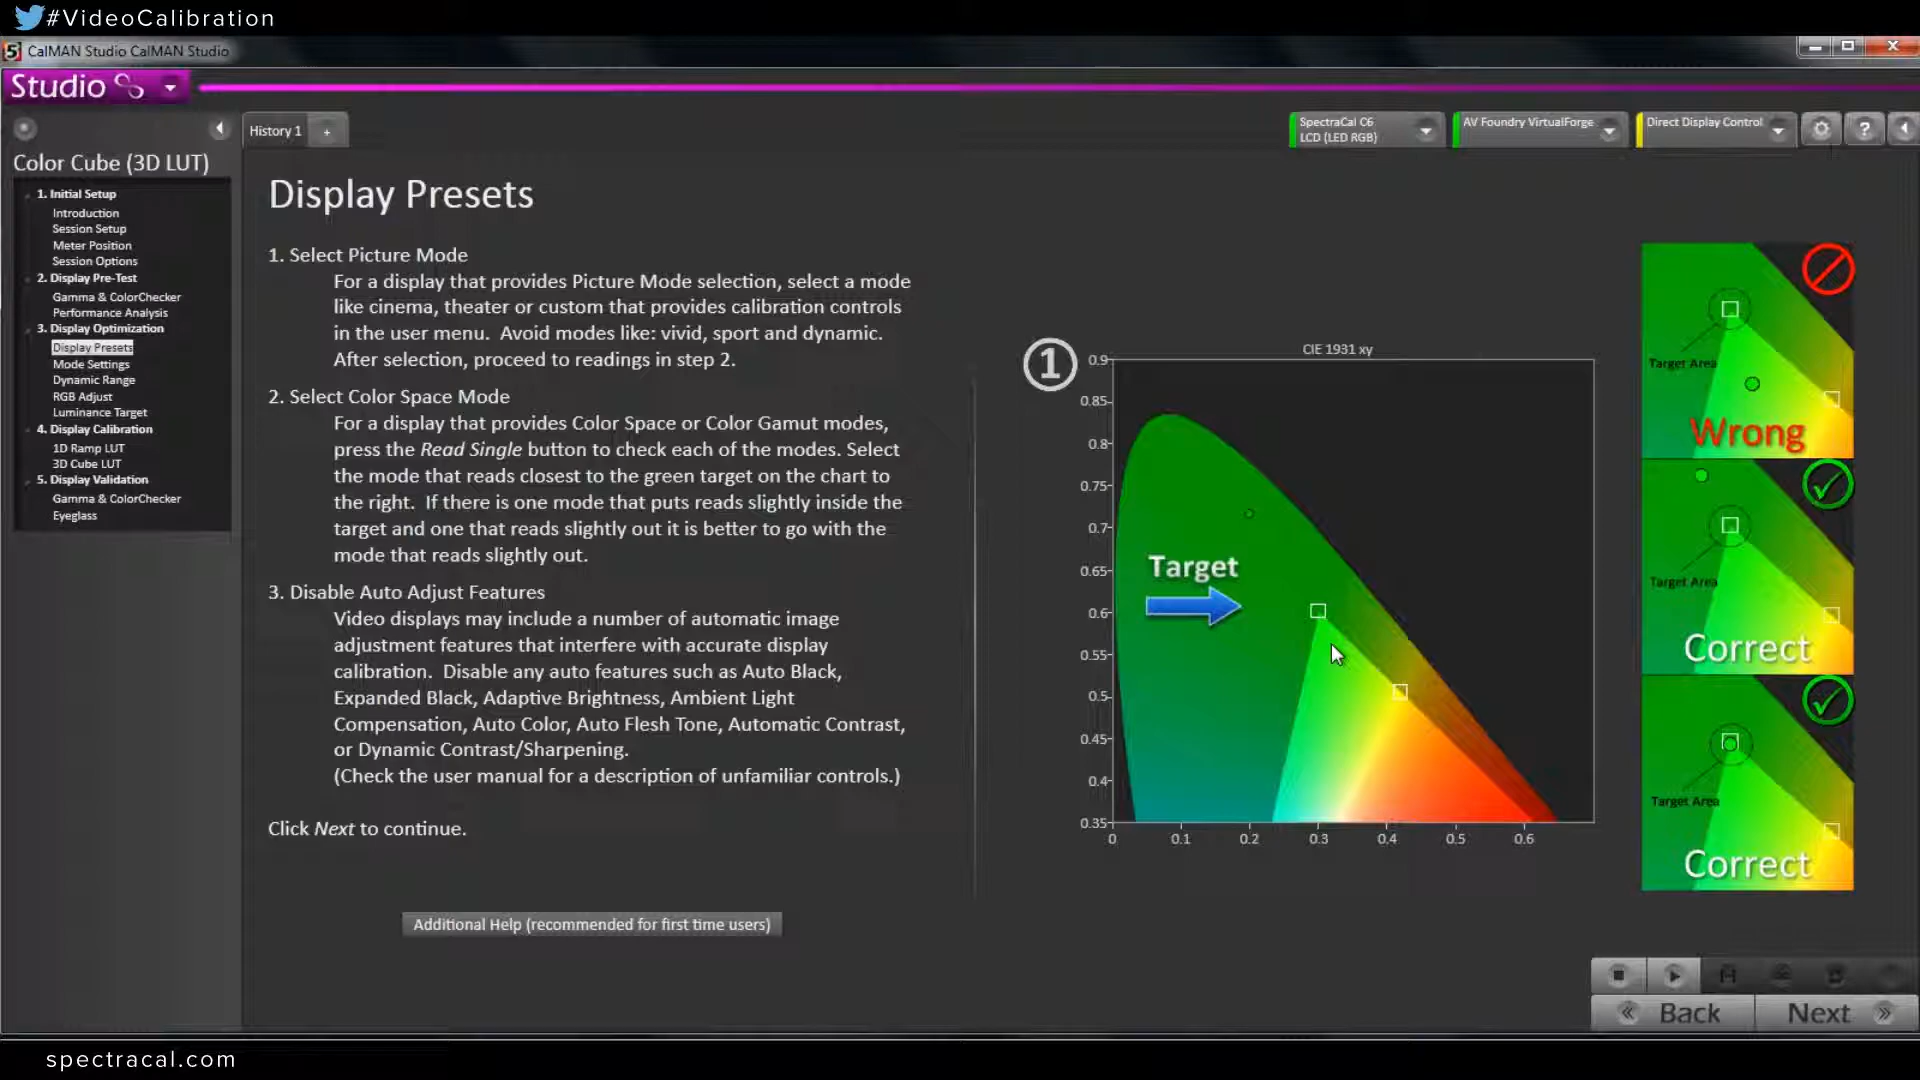 #VideoCalibration
5 CalMAN Studio CalMAN Studio
Studio
History 1 +
SpectraCal C6
LCD (LED RGB)
AV Foundry VirtualForge
Direct Display Control
?
Color Cube (3D LUT)
1. Initial Setup
Introduction
Session Setup
Meter Position
Session Options
2. Display Pre-Test
Gamma & ColorChecker
Performance Analysis
3. Display Optimization
Display Presets
Mode Settings
Dynamic Range
RGB Adjust
Luminance Target
4. Display Calibration
1D Ramp LUT
3D Cube LUT
5. Display Validation
Gamma & ColorChecker
Eyeglass
Display Presets
1. Select Picture Mode
For a display that provides Picture Mode selection, select a mode
like cinema, theater or custom that provides calibration controls
in the user menu. Avoid modes like: vivid, sport and dynamic.
After selection, proceed to readings in step 2.
2. Select Color Space Mode
For a display that provides Color Space or Color Gamut modes,
press the Read Single button to check each of the modes. Select
the mode that reads closest to the green target on the chart to
the right. If there is one mode that puts reads slightly inside the
target and one that reads slightly out it is better to go with the
mode that reads slightly out.
3. Disable Auto Adjust Features
Video displays may include a number of automatic image
adjustment features that interfere with accurate display
calibration. Disable any auto features such as Auto Black,
Expanded Black, Adaptive Brightness, Ambient Light
Compensation, Auto Color, Auto Flesh Tone, Automatic Contrast,
or Dynamic Contrast/Sharpening.
(Check the user manual for a description of unfamiliar controls.)
Click Next to continue.
Additional Help (recommended for first time users)
1
CIE 1931 xy
0.9
0.85
0.8
0.75
0.7
0.65
0.6
0.55
0.5
0.45
0.4
0.35
0 0.1 0.2 0.3 0.4 0.5 0.6
Target
Target Area
Wrong
Target Area
Correct
Target Area
Correct
Back
Next
spectracal.com